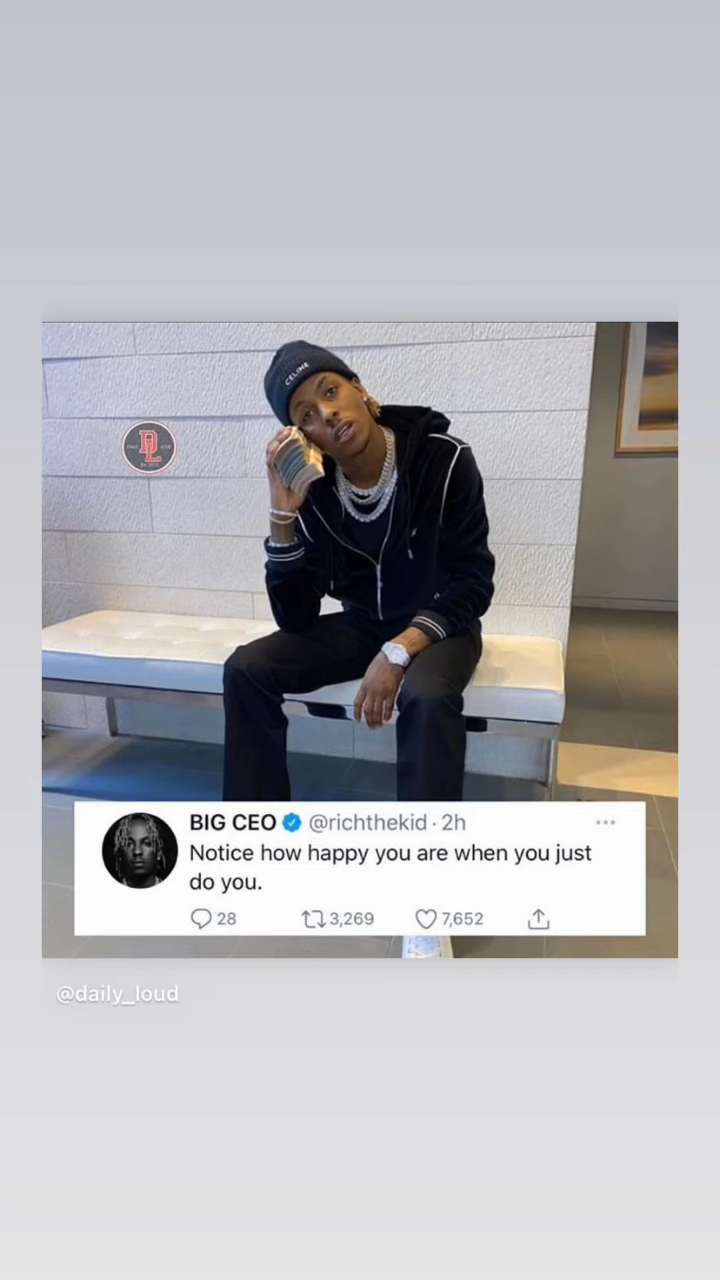 CELINE
DL
BIG CEO @richthekid · 2h
Notice how happy you are when you just
do you.
28 3,269 7,652
@daily_loud